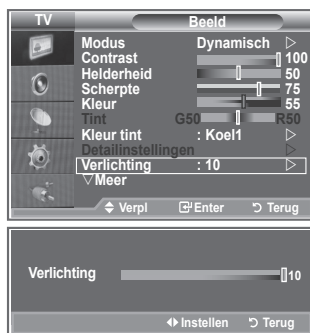 TV
Beeld
Modus Dynamisch
Contrast 100
Helderheid 50
Scherpte 75
Kleur 55
Tint G50 R50
Kleur tint : Koel1
Detailinstellingen
Verlichting : 10
Meer
Verpl Enter Terug
Verlichting 10
Instellen Terug